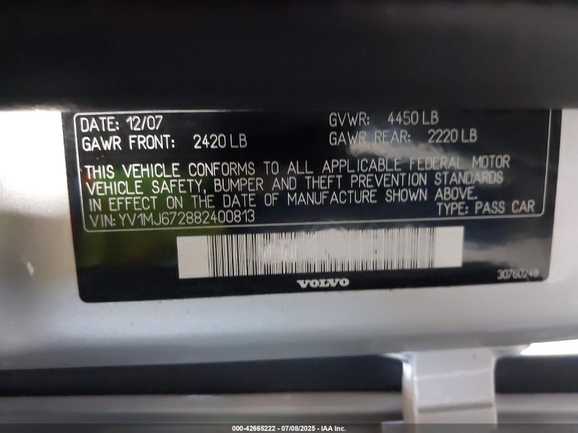 DATE: 12/07 GVWR: 4450 LB
GAWR FRONT: 2420 LB GAWR REAR: 2220 LB
THIS VEHICLE CONFORMS TO ALL APPLICABLE FEDERAL MOTOR
VEHICLE SAFETY, BUMPER AND THEFT PREVENTION STANDARDS
IN EFFECT ON THE DATE OF MANUFACTURE SHOWN ABOVE.
VIN: YV1MJ672882400813 TYPE: PASS CAR
VOLVO
30760249
000-42668222 - 07/08/2025 - IAA Inc.